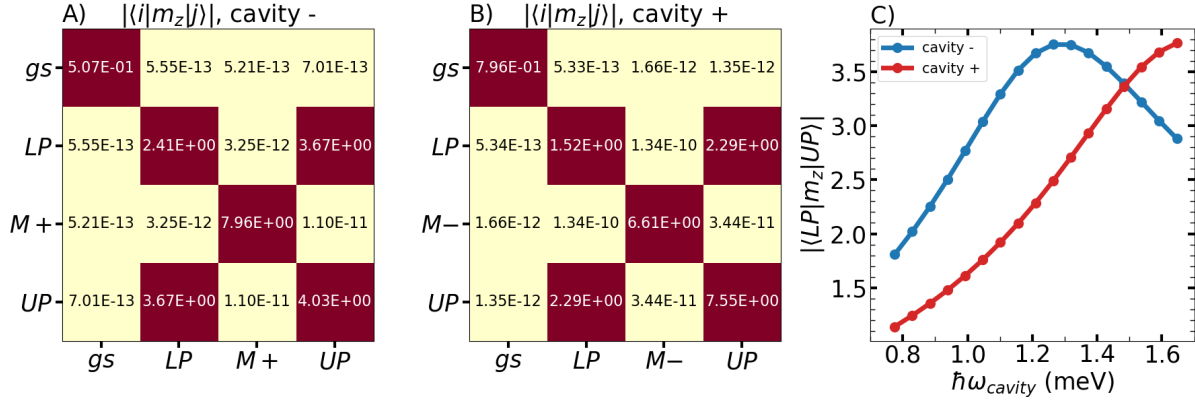 A) |⟨i|m_z|j⟩|, cavity -
gs 5.07E-01 5.55E-13 5.21E-13 7.01E-13
LP 5.55E-13 2.41E+00 3.25E-12 3.67E+00
M+ 5.21E-13 3.25E-12 7.96E+00 1.10E-11
UP 7.01E-13 3.67E+00 1.10E-11 4.03E+00
gs LP M+ UP
B) |⟨i|m_z|j⟩|, cavity +
gs 7.96E-01 5.33E-13 1.66E-12 1.35E-12
LP 5.34E-13 1.52E+00 1.34E-10 2.29E+00
M− 1.66E-12 1.34E-10 6.61E+00 3.44E-11
UP 1.35E-12 2.29E+00 3.44E-11 7.55E+00
gs LP M− UP
C)
cavity -
cavity +
|⟨LP|m_z|UP⟩|
3.5
3.0
2.5
2.0
1.5
0.8 1.0 1.2 1.4 1.6
ħω_cavity (meV)